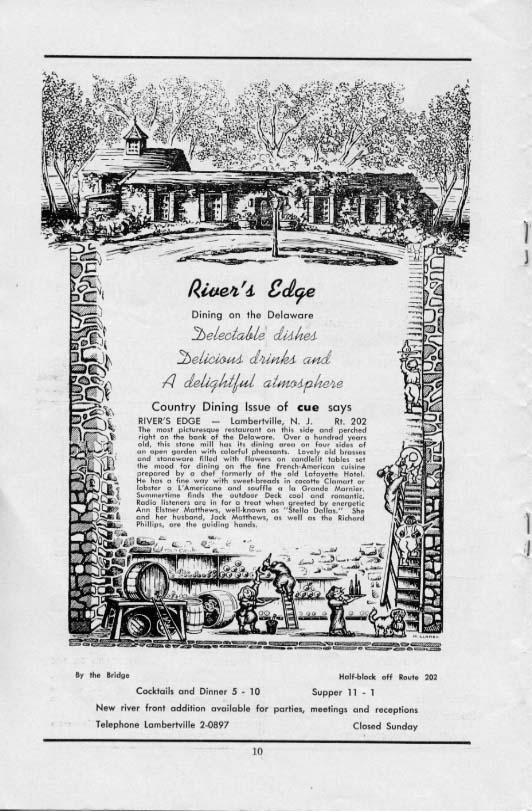 River's Edge
Dining on the Delaware
Delectable dishes
Delicious drinks and
A delightful atmosphere
Country Dining Issue of cue says
RIVER'S EDGE — Lambertville, N. J. Rt. 202
The most picturesque restaurant on this side and perched
right on the bank of the Delaware. Over a hundred years
old, this stone mill has its dining area on four sides of
an open garden with colorful pheasants. Lovely old brasses
and stoneware filled with flowers on candlelit tables set
the mood for dining on the fine French-American cuisine
prepared by a chef formerly of the old Lafayette Hotel.
He has a fine way with sweet-breads in cocotte Clamart or
lobster a L'Americane and souffle a la Grande Marnier.
Summertime finds the outdoor Deck cool and romantic.
Radio listeners are in for a treat when greeted by energetic
Ann Elstner Matthews, well-known as "Stella Dallas." She
and her husband, Jack Matthews, as well as the Richard
Phillips, are the guiding hands.
By the Bridge Half-block off Route 202
Cocktails and Dinner 5 - 10 Supper 11 - 1
New river front addition available for parties, meetings and receptions
Telephone Lambertville 2-0897 Closed Sunday
10